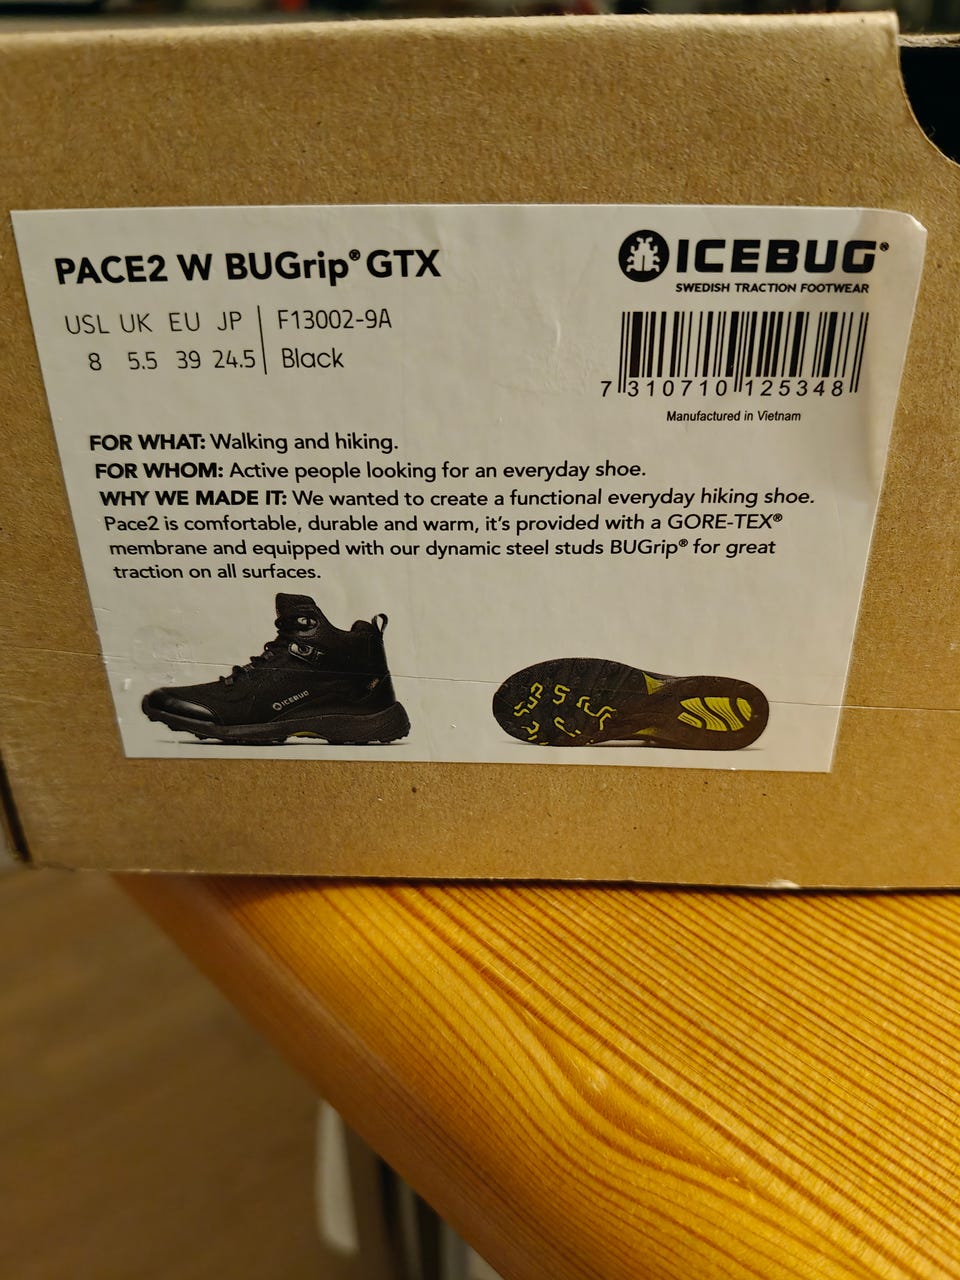 PACE2 W BUGrip® GTX
ICEBUG®
SWEDISH TRACTION FOOTWEAR
USL UK EU JP
8 5.5 39 24.5
F13002-9A
Black
7 310710 125348
Manufactured in Vietnam
FOR WHAT: Walking and hiking.
FOR WHOM: Active people looking for an everyday shoe.
WHY WE MADE IT: We wanted to create a functional everyday hiking shoe.
Pace2 is comfortable, durable and warm, it's provided with a GORE-TEX®
membrane and equipped with our dynamic steel studs BUGrip® for great
traction on all surfaces.
ICEBUG